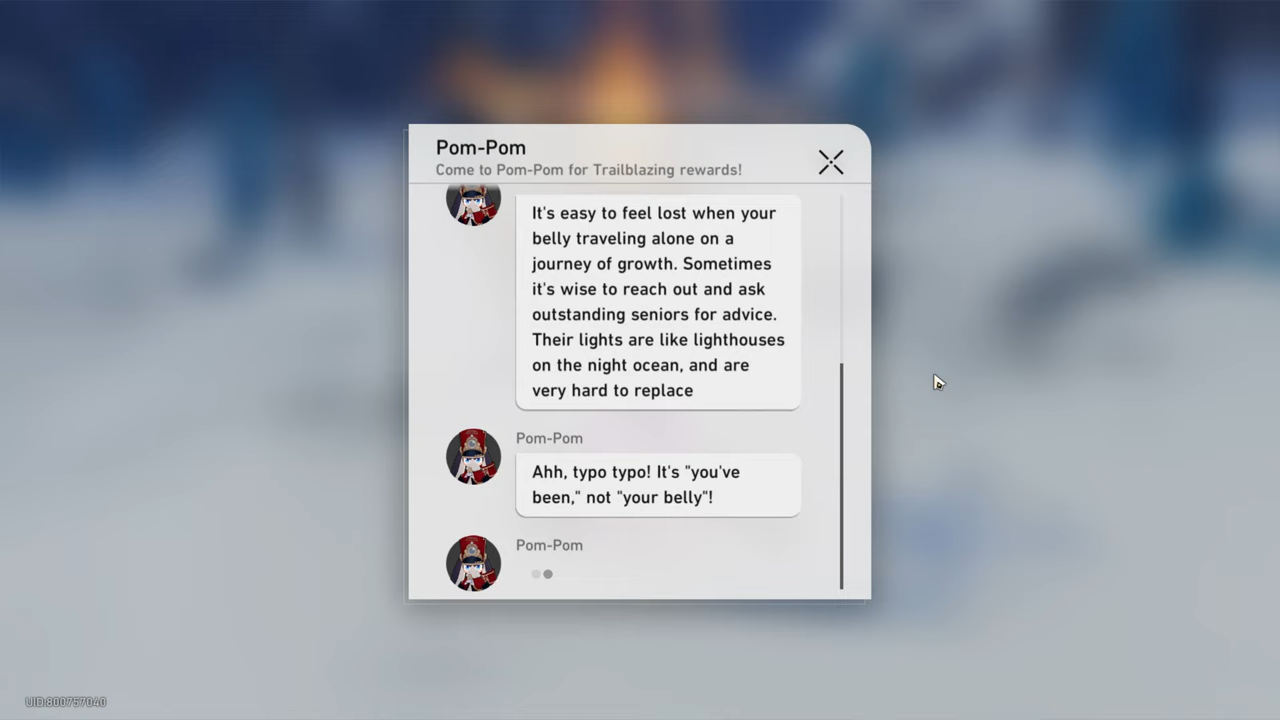 Pom-Pom
Come to Pom-Pom for Trailblazing rewards!
It's easy to feel lost when your
belly traveling alone on a
journey of growth. Sometimes
it's wise to reach out and ask
outstanding seniors for advice.
Their lights are like lighthouses
on the night ocean, and are
very hard to replace
Pom-Pom
Ahh, typo typo! It's "you've
been," not "your belly"!
Pom-Pom
UID:800757040